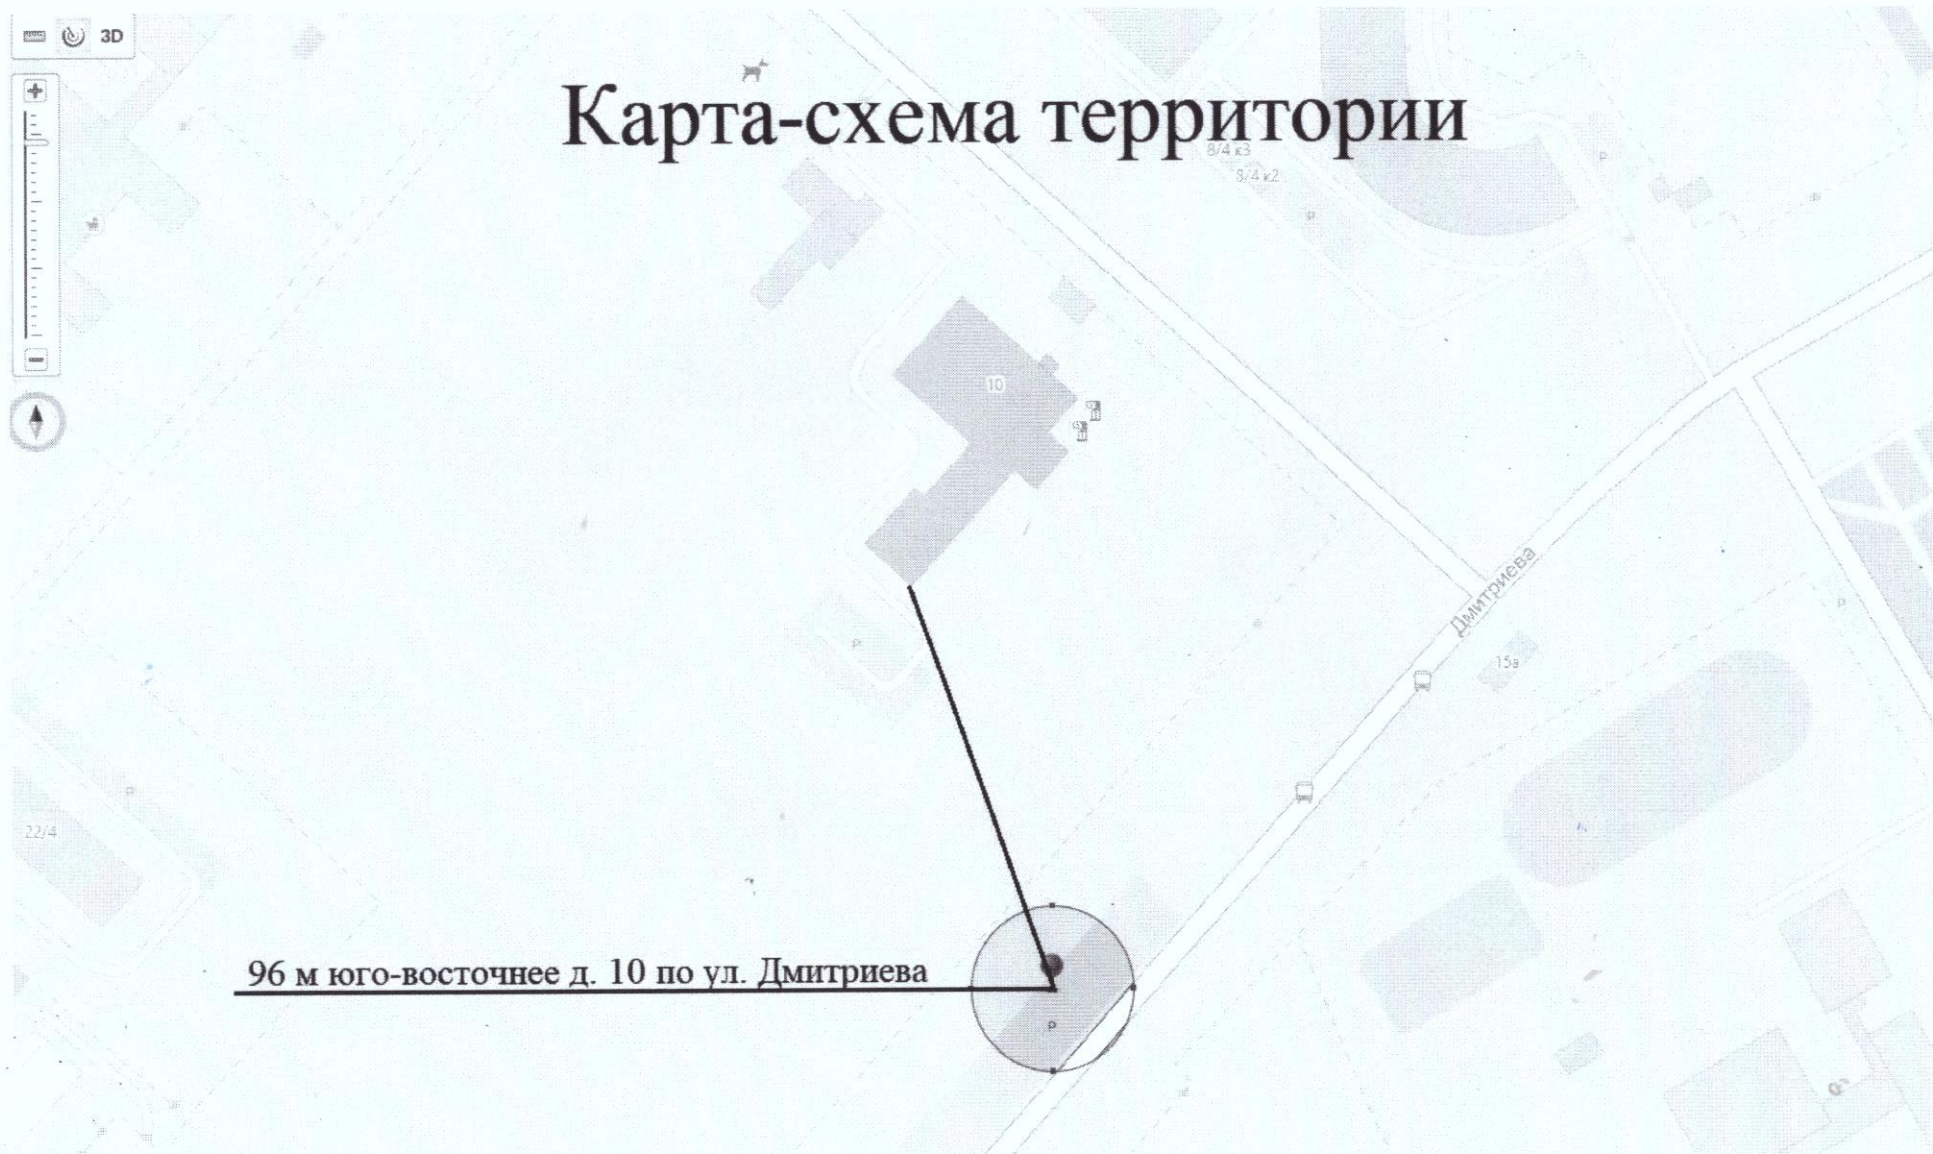 3D
Карта-схема территории
8/4 к3
8/4 к2
P
P
10
Дмитриева
15а
P
P
P
22/4
96 м юго-восточнее д. 10 по ул. Дмитриева
P